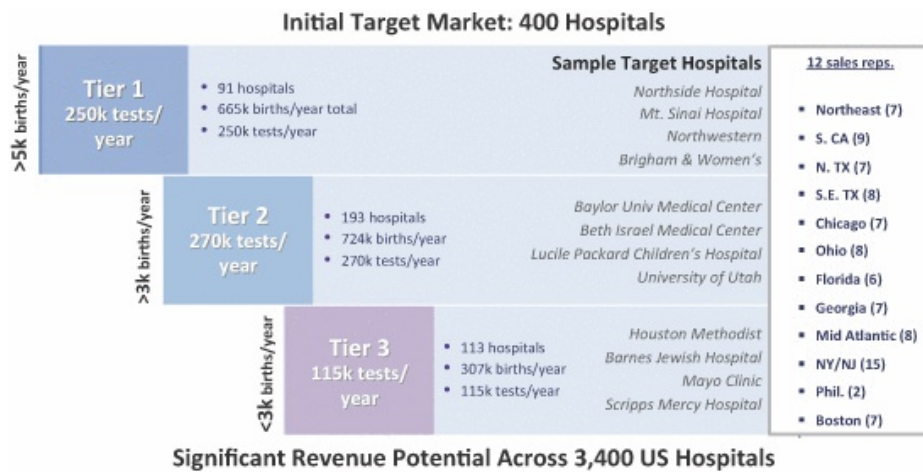 Initial Target Market: 400 Hospitals
>5k births/year
Tier 1
250k tests/
year
• 91 hospitals
• 665k births/year total
• 250k tests/year
Sample Target Hospitals
Northside Hospital
Mt. Sinai Hospital
Northwestern
Brigham & Women's
>3k births/year
Tier 2
270k tests/
year
• 193 hospitals
• 724k births/year
• 270k tests/year
Baylor Univ Medical Center
Beth Israel Medical Center
Lucile Packard Children's Hospital
University of Utah
<3k births/year
Tier 3
115k tests/
year
• 113 hospitals
• 307k births/year
• 115k tests/year
Houston Methodist
Barnes Jewish Hospital
Mayo Clinic
Scripps Mercy Hospital
12 sales reps.
▪ Northeast (7)
▪ S. CA (9)
▪ N. TX (7)
▪ S.E. TX (8)
▪ Chicago (7)
▪ Ohio (8)
▪ Florida (6)
▪ Georgia (7)
▪ Mid Atlantic (8)
▪ NY/NJ (15)
▪ Phil. (2)
▪ Boston (7)
Significant Revenue Potential Across 3,400 US Hospitals